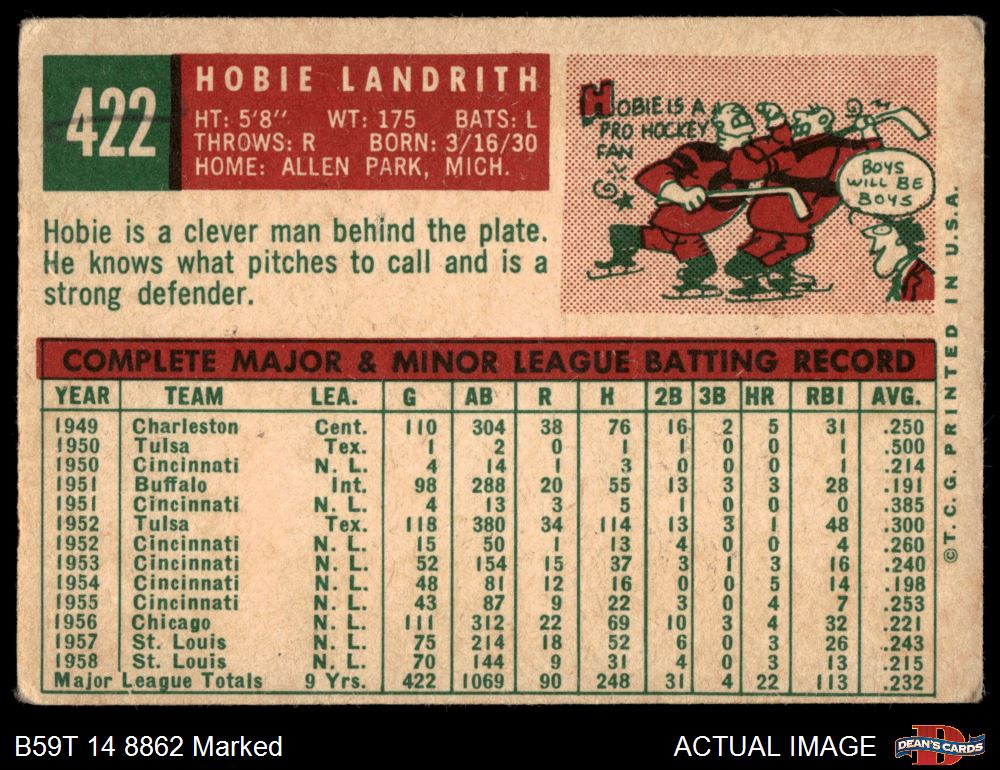 422
HOBIE LANDRITH
HT: 5'8" WT: 175 BATS: L
THROWS: R BORN: 3/16/30
HOME: ALLEN PARK, MICH.
Hobie is a clever man behind the plate.
He knows what pitches to call and is a
strong defender.
HOBIE IS A
PRO HOCKEY
FAN
BOYS
WILL BE
BOYS
COMPLETE MAJOR & MINOR LEAGUE BATTING RECORD
YEAR TEAM LEA. G AB R H 2B 3B HR RBI AVG.
1949 Charleston Cent. 110 304 38 76 16 2 5 31 .250
1950 Tulsa Tex. 1 2 0 1 1 0 0 1 .500
1950 Cincinnati N. L. 4 14 1 3 0 0 0 1 .214
1951 Buffalo Int. 98 288 20 55 13 3 3 28 .191
1951 Cincinnati N. L. 4 13 3 5 1 0 0 0 .385
1952 Tulsa Tex. 118 380 34 114 13 3 1 48 .300
1952 Cincinnati N. L. 15 50 1 13 4 0 0 4 .260
1953 Cincinnati N. L. 52 154 15 37 3 1 3 16 .240
1954 Cincinnati N. L. 48 81 12 16 0 0 5 14 .198
1955 Cincinnati N. L. 43 87 9 22 3 0 4 7 .253
1956 Chicago N. L. 111 312 22 69 10 3 4 32 .221
1957 St. Louis N. L. 75 214 18 52 6 0 3 26 .243
1958 St. Louis N. L. 70 144 9 31 4 0 3 13 .215
Major League Totals 9 Yrs. 422 1069 90 248 31 4 22 113 .232
© T. C. G. PRINTED IN U.S.A.
B59T 14 8862 Marked
ACTUAL IMAGE
DEAN'S CARDS